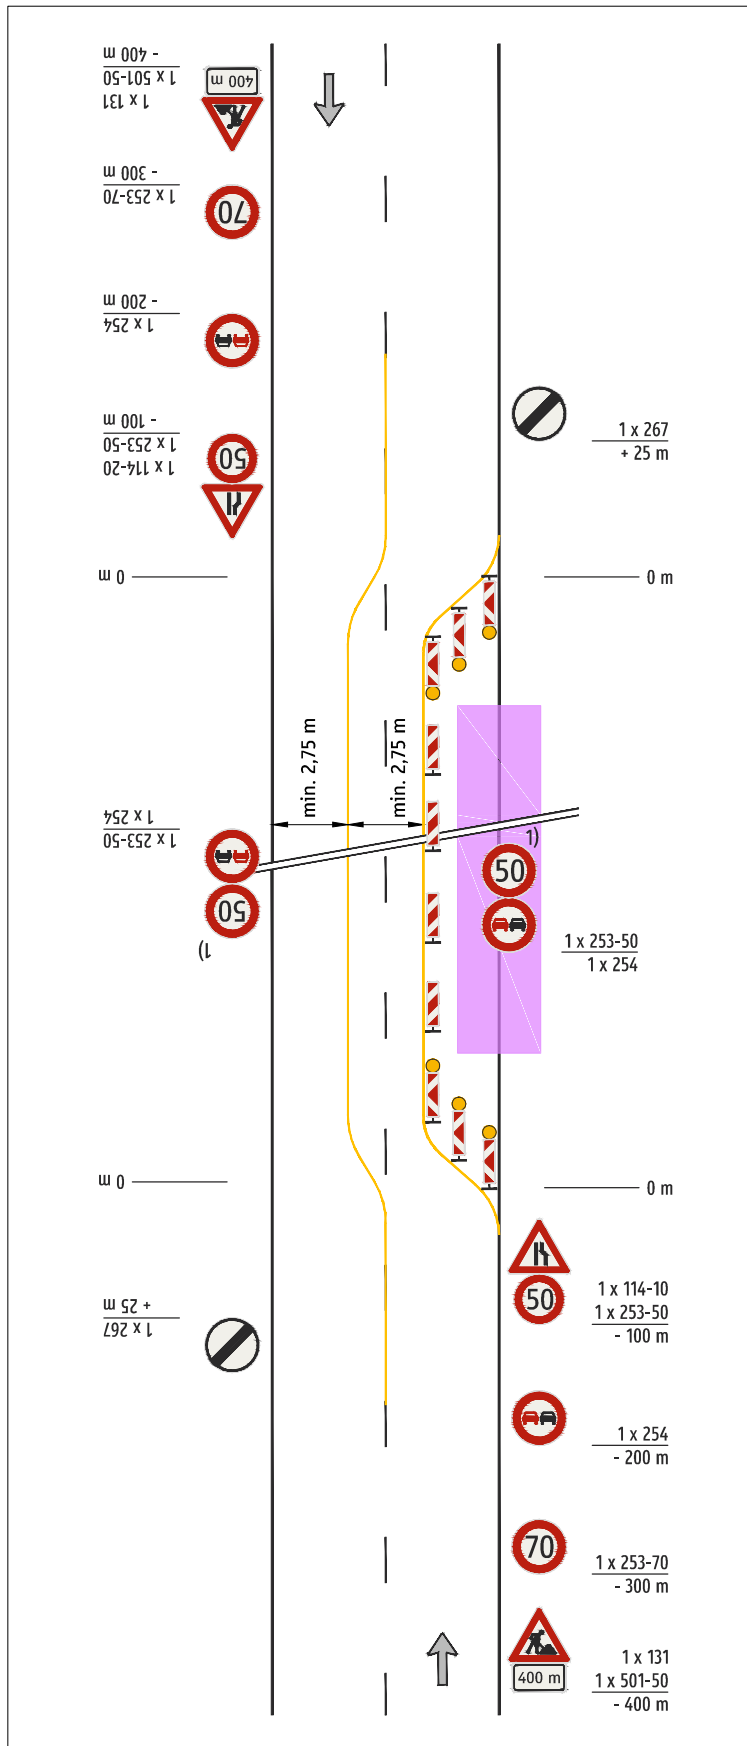 1 x 131
1 x 501-50
- 400 m
400 m
1 x 253-70
- 300 m
70
1 x 254
- 200 m
1 x 267
+ 25 m
1 x 114-20
1 x 253-50
- 100 m
50
0 m
0 m
min. 2,75 m
min. 2,75 m
1 x 253-50
1 x 254
50
1)
1)
50
1 x 253-50
1 x 254
0 m
0 m
1 x 267
+ 25 m
50
1 x 114-10
1 x 253-50
- 100 m
1 x 254
- 200 m
70
1 x 253-70
- 300 m
400 m
1 x 131
1 x 501-50
- 400 m